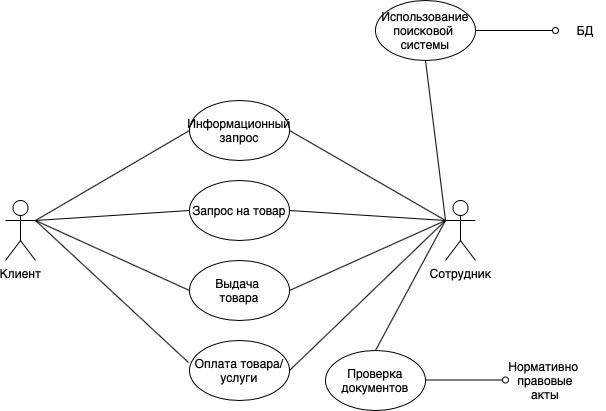 Использование
поисковой
системы
БД
Информационный
запрос
Запрос на товар
Клиент
Сотрудник
Выдача
товара
Оплата товара/
услуги
Проверка
документов
Нормативно
правовые
акты